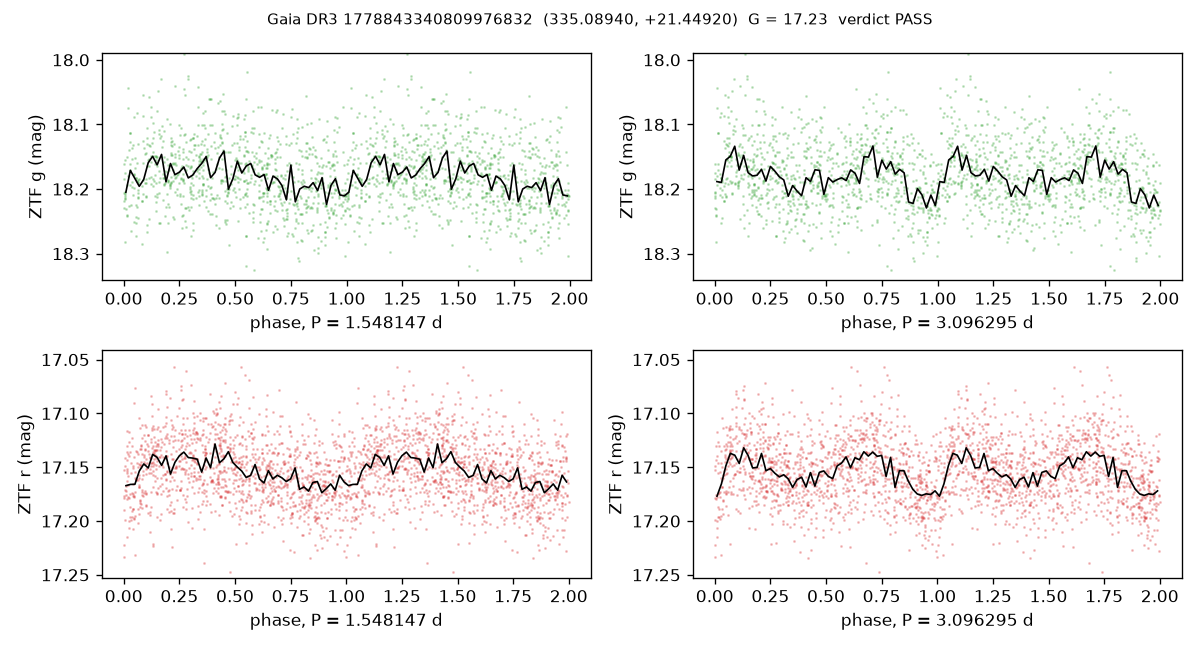 Gaia DR3 1778843340809976832 (335.08940, +21.44920) G = 17.23 verdict PASS
ZTF g (mag)
18.0
18.1
18.2
18.3
0.00 0.25 0.50 0.75 1.00 1.25 1.50 1.75 2.00
phase, P = 1.548147 d
ZTF g (mag)
18.0
18.1
18.2
18.3
0.00 0.25 0.50 0.75 1.00 1.25 1.50 1.75 2.00
phase, P = 3.096295 d
ZTF r (mag)
17.05
17.10
17.15
17.20
17.25
0.00 0.25 0.50 0.75 1.00 1.25 1.50 1.75 2.00
phase, P = 1.548147 d
ZTF r (mag)
17.05
17.10
17.15
17.20
17.25
0.00 0.25 0.50 0.75 1.00 1.25 1.50 1.75 2.00
phase, P = 3.096295 d